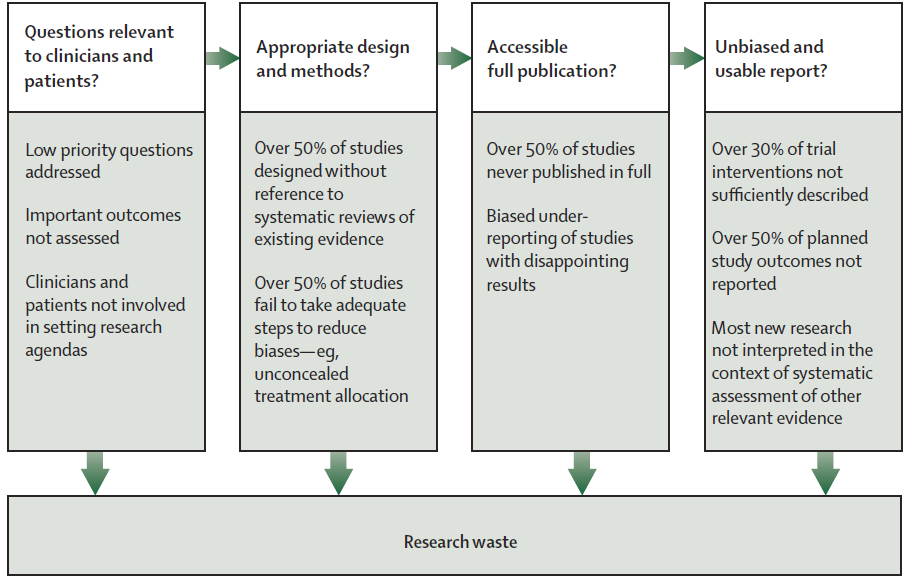 Questions relevant
to clinicians and
patients?
Low priority questions
addressed
Important outcomes
not assessed
Clinicians and
patients not involved
in setting research
agendas
Appropriate design
and methods?
Over 50% of studies
designed without
reference to
systematic reviews of
existing evidence
Over 50% of studies
fail to take adequate
steps to reduce
biases—eg,
unconcealed
treatment allocation
Accessible
full publication?
Over 50% of studies
never published in full
Biased under-
reporting of studies
with disappointing
results
Unbiased and
usable report?
Over 30% of trial
interventions not
sufficiently described
Over 50% of planned
study outcomes not
reported
Most new research
not interpreted in the
context of systematic
assessment of other
relevant evidence
Research waste